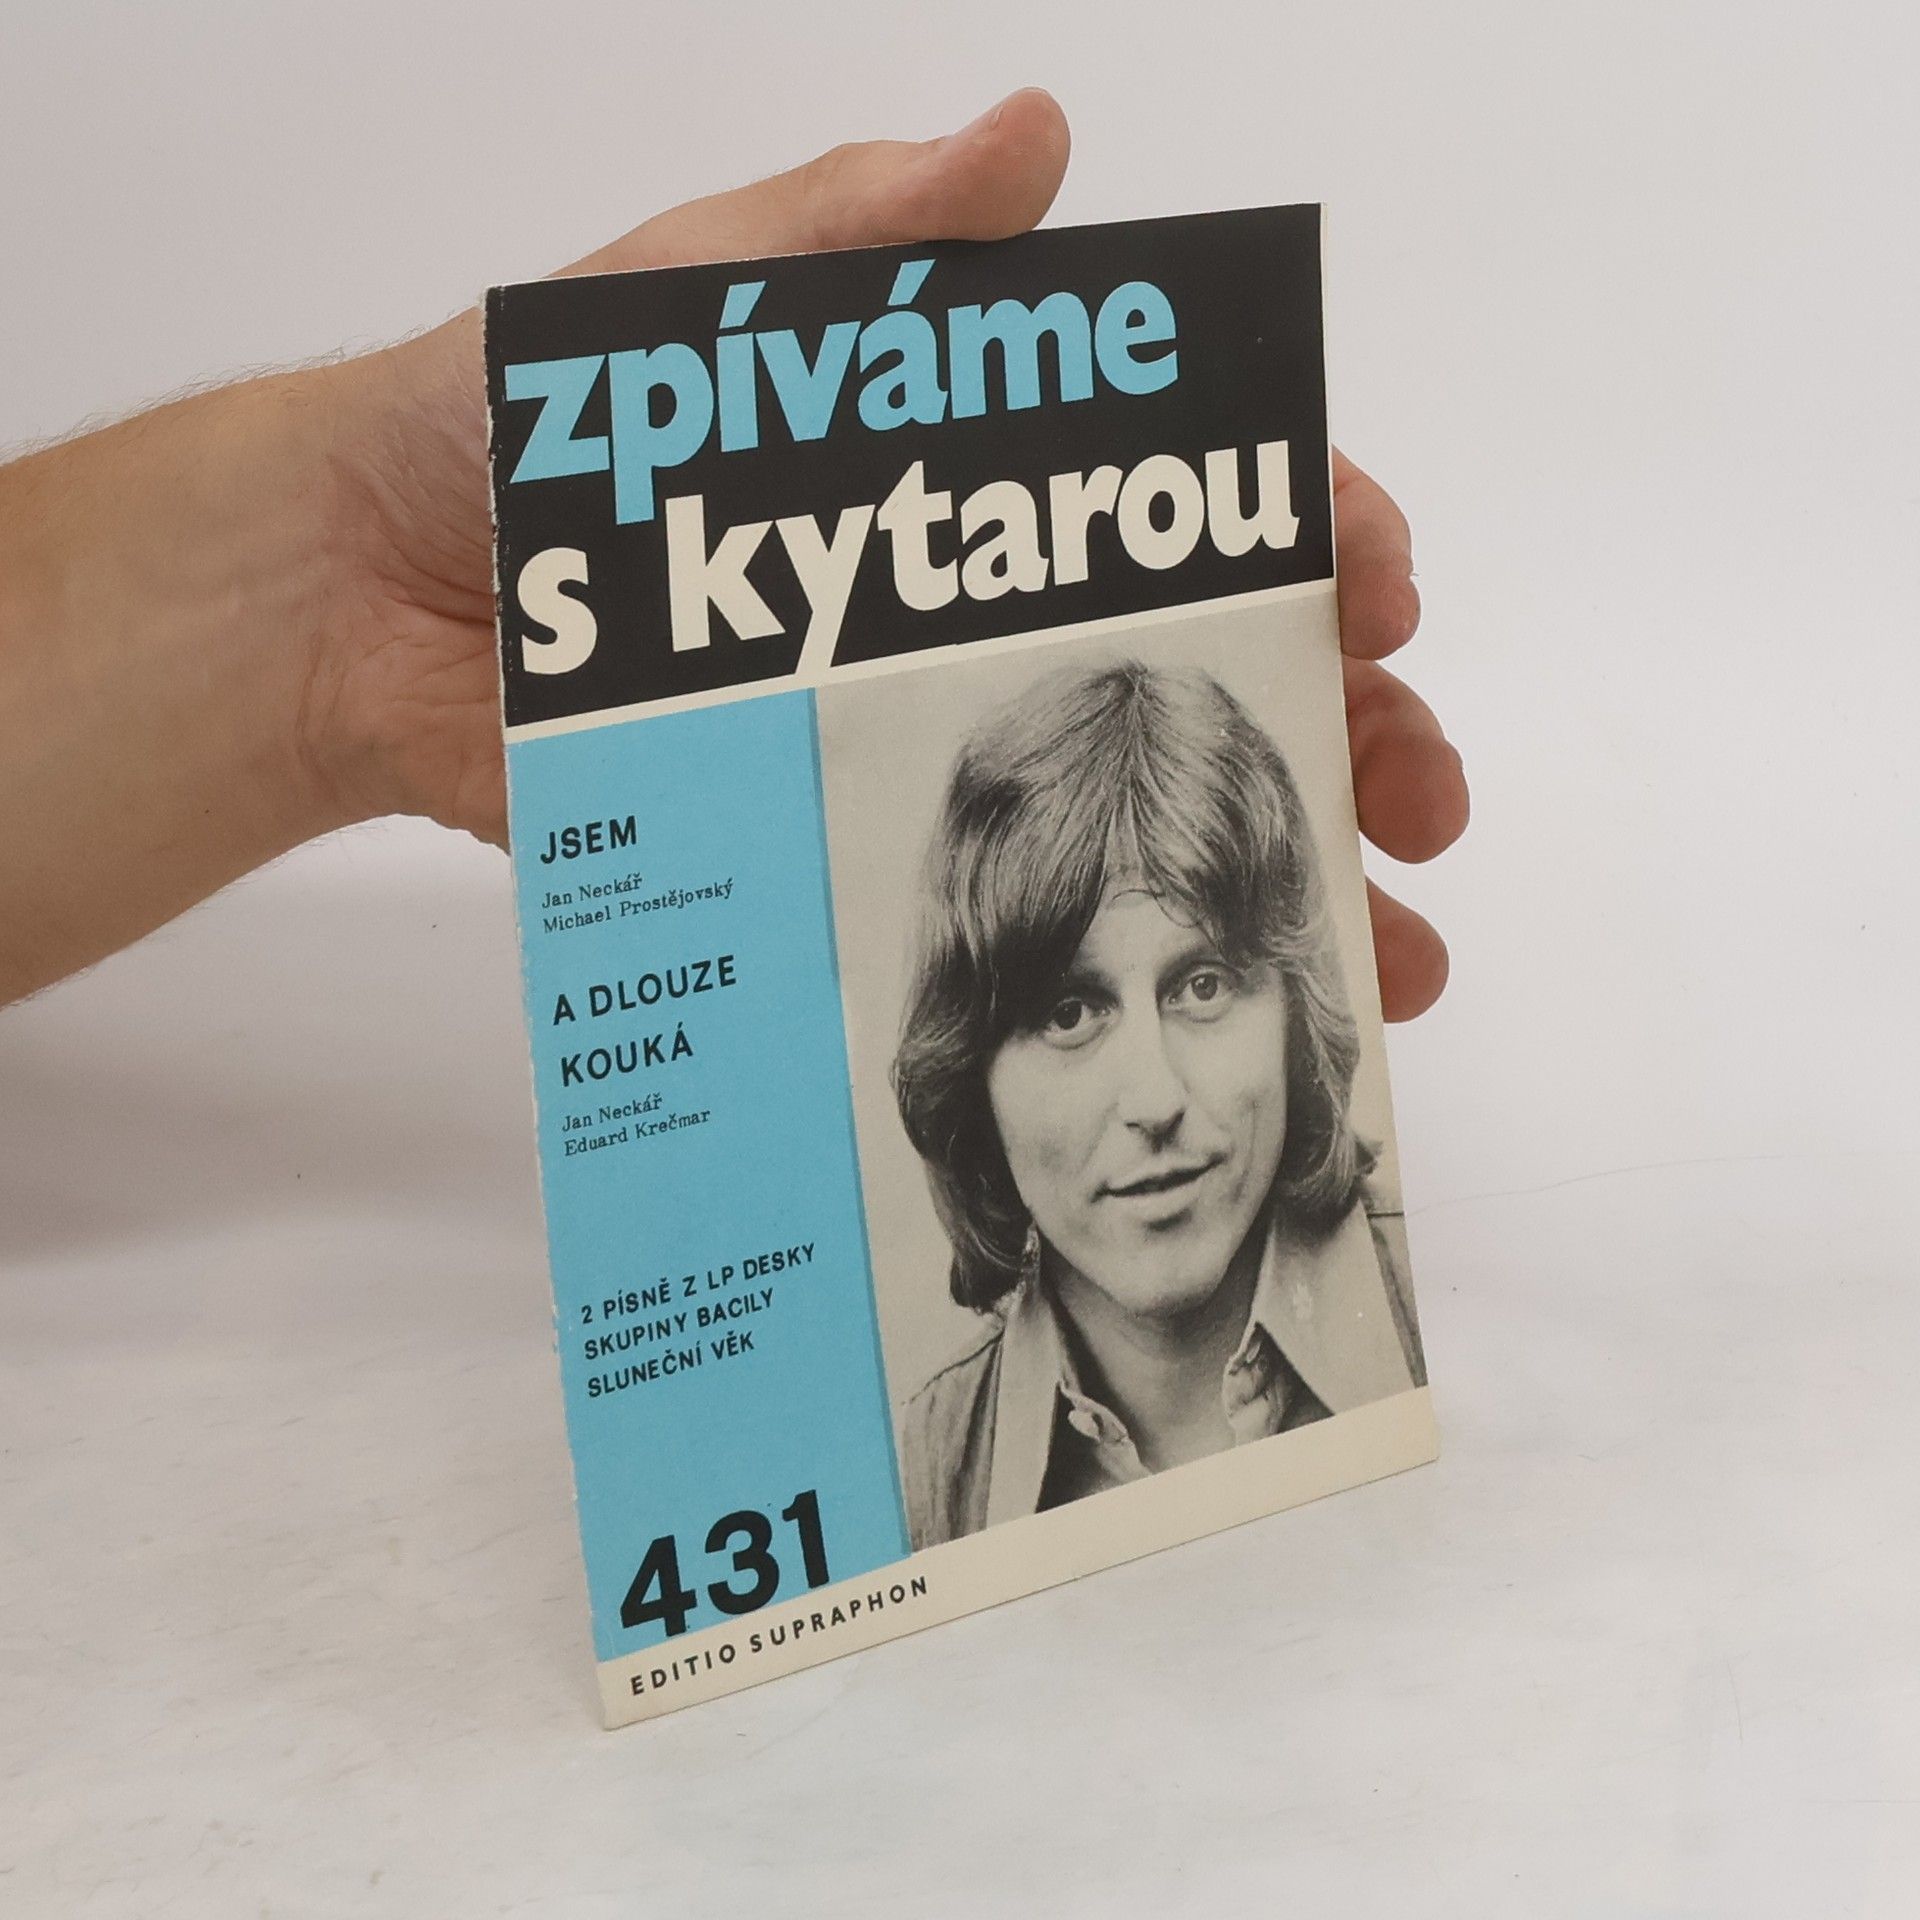 zpíváme
s kytarou
JSEM
Jan Neckář
Michael Prostějovský
A DLOUZE
KOUKÁ
Jan Neckář
Eduard Krečmar
2 PÍSNĚ Z LP DESKY
SKUPINY BACILY
SLUNEČNÍ VĚK
431
EDITIO SUPRAPHON